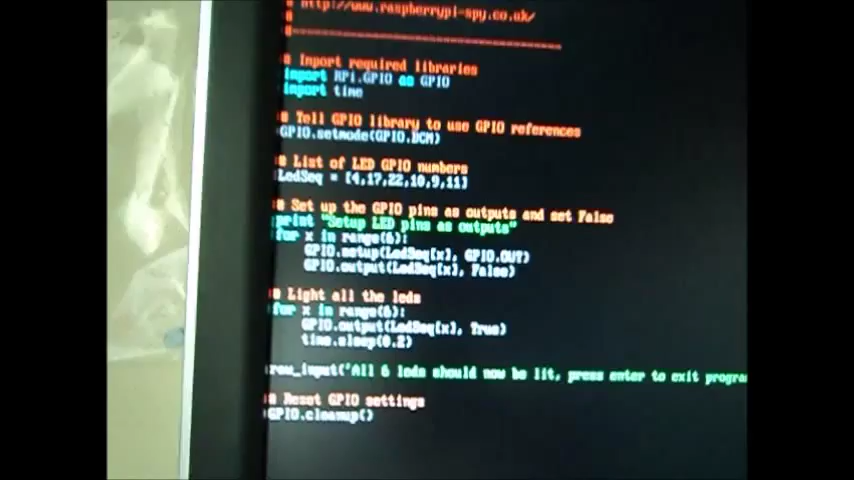 # http://www.raspberrypi-spy.co.uk/
#
#-----------------------------------
# Import required libraries
import RPi.GPIO as GPIO
import time
# Tell GPIO library to use GPIO references
GPIO.setmode(GPIO.BCM)
# List of LED GPIO numbers
LedSeq = [4,17,22,10,9,11]
# Set up the GPIO pins as outputs and set False
print "Setup LED pins as outputs"
for x in range(6):
GPIO.setup(LedSeq[x], GPIO.OUT)
GPIO.output(LedSeq[x], False)
# Light all the leds
for x in range(6):
GPIO.output(LedSeq[x], True)
time.sleep(0.2)
raw_input('All 6 leds should now be lit, press enter to exit progra
# Reset GPIO settings
GPIO.cleanup()